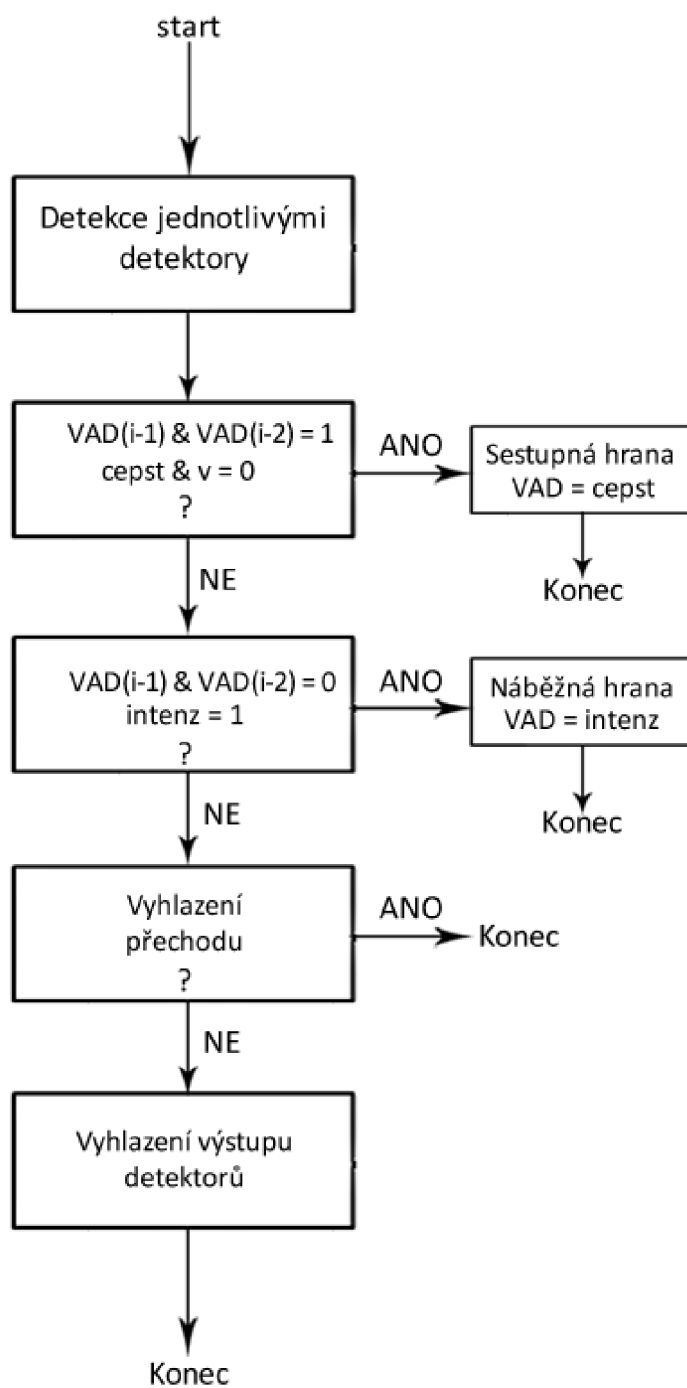 start
Detekce jednotlivými
detektory
VAD(i-1) & VAD(i-2) = 1
cepst & v = 0
?
ANO
Sestupná hrana
VAD = cepst
Konec
NE
VAD(i-1) & VAD(i-2) = 0
intenz = 1
?
ANO
Náběžná hrana
VAD = intenz
Konec
NE
Vyhlazení
přechodu
?
ANO
Konec
NE
Vyhlazení výstupu
detektorů
Konec